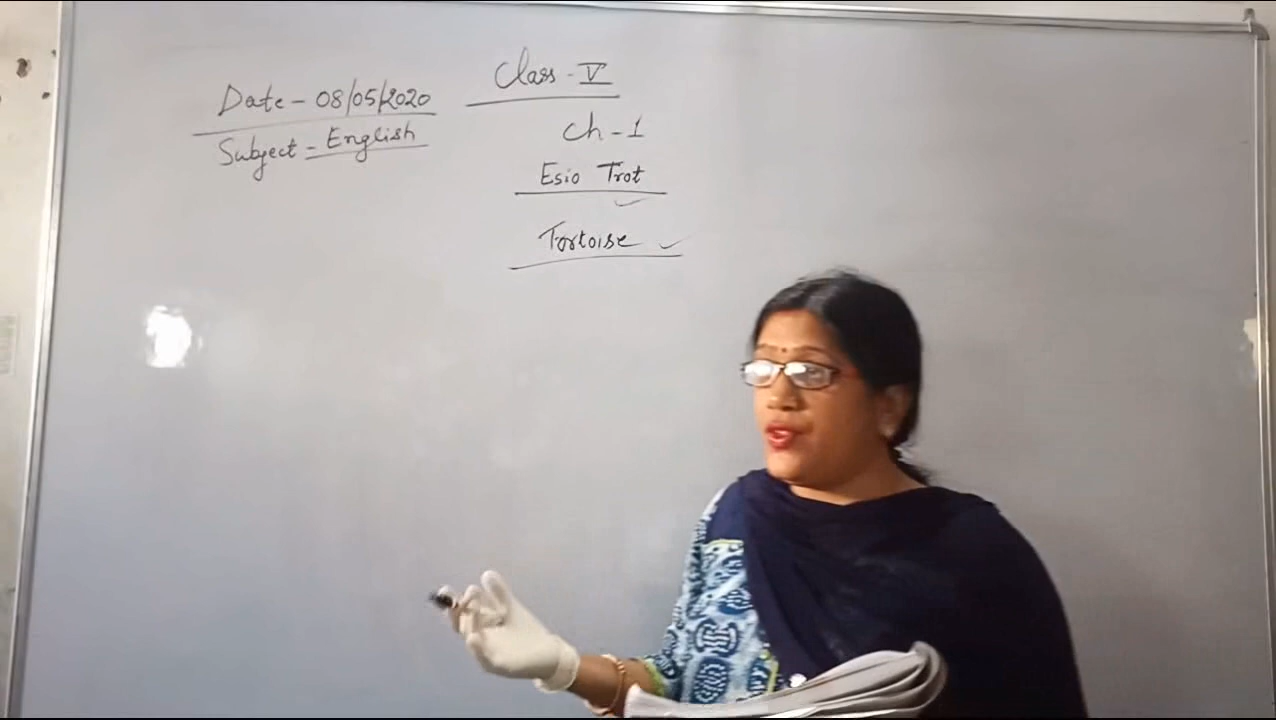 Class - V
Date - 08/05/2020
Subject - English
Ch - 1
Esio Trot
Tortoise